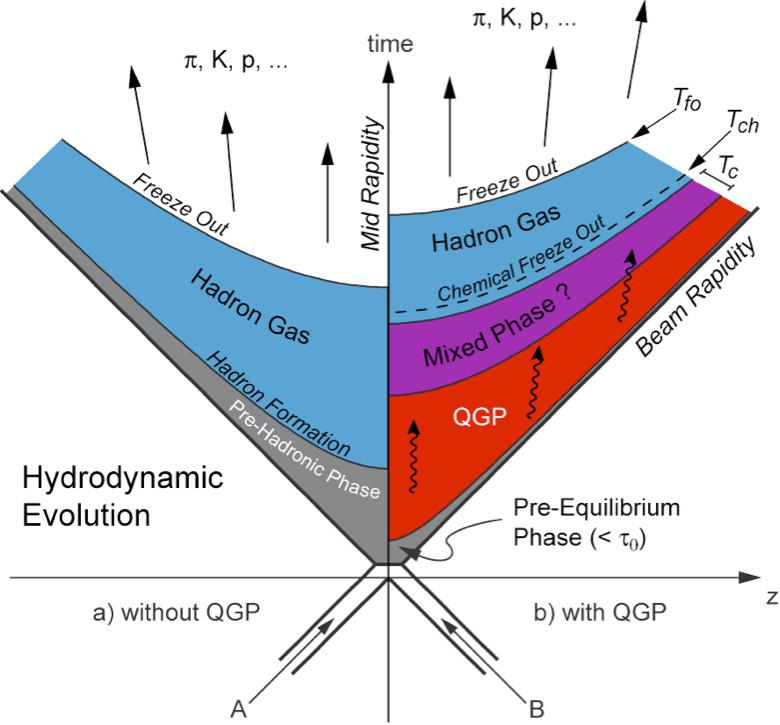 π, K, p, ...
time
π, K, p, ...
Mid Rapidity
T_fo
T_ch
T_c
Freeze Out
Freeze Out
Hadron Gas
Hadron Gas
Chemical Freeze Out
Mixed Phase ?
Beam Rapidity
Hadron Formation
Pre-Hadronic Phase
QGP
Hydrodynamic
Evolution
Pre-Equilibrium
Phase (< τ₀)
z
a) without QGP
b) with QGP
A
B